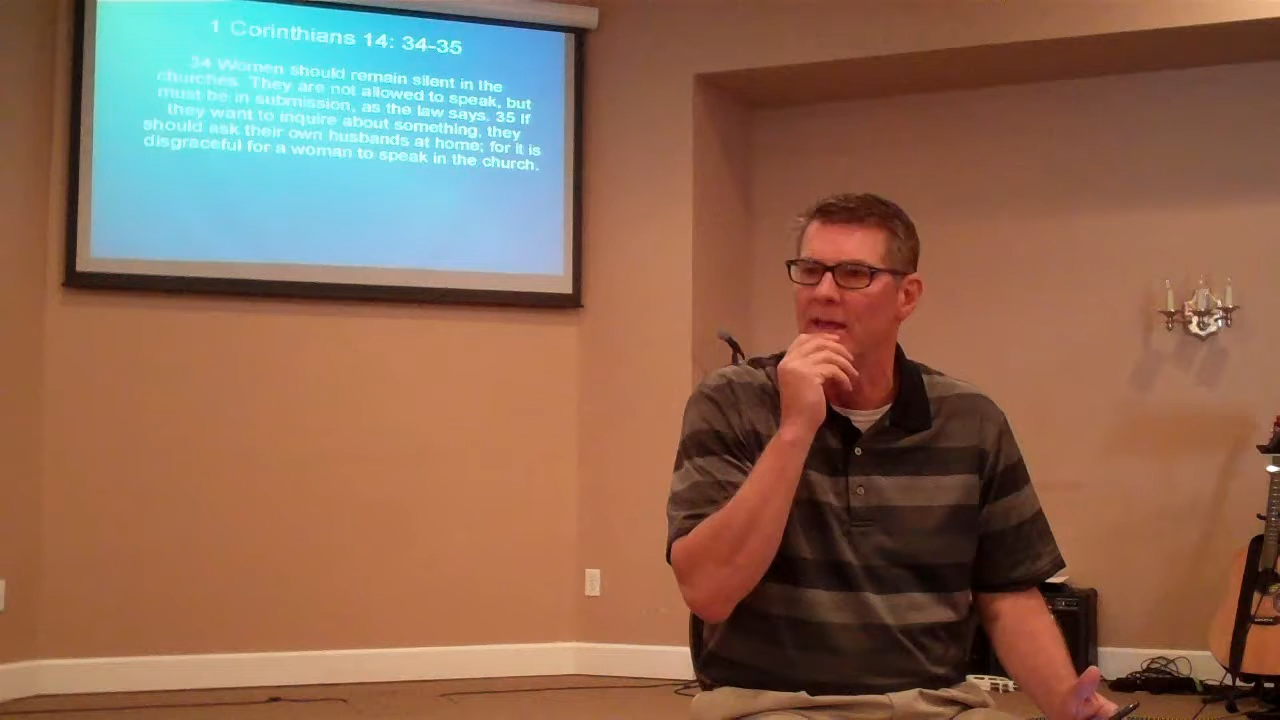 1 Corinthians 14: 34-35
34 Women should remain silent in the
churches. They are not allowed to speak, but
must be in submission, as the law says. 35 If
they want to inquire about something, they
should ask their own husbands at home; for it is
disgraceful for a woman to speak in the church.